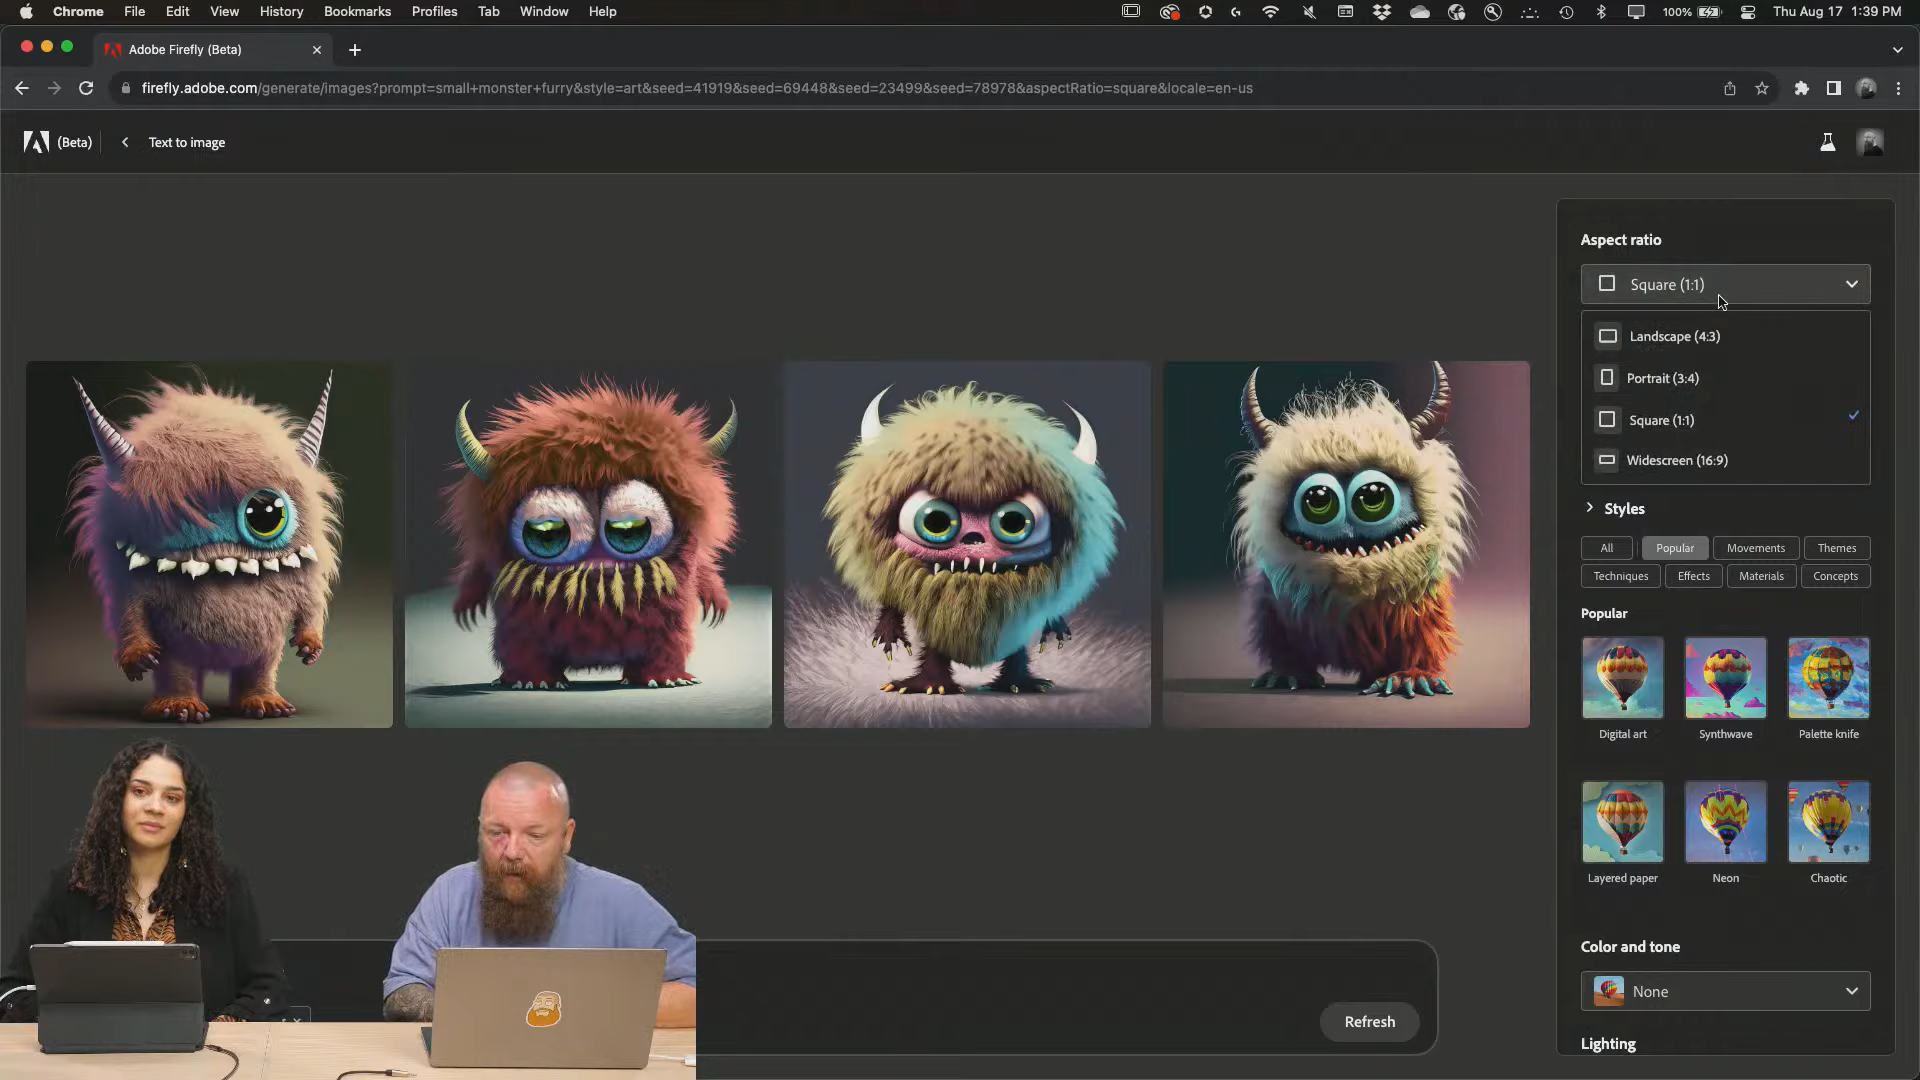 Chrome File Edit View History Bookmarks Profiles Tab Window Help 100% Thu Aug 17 1:39 PM
Adobe Firefly (Beta)
firefly.adobe.com/generate/images?prompt=small+monster+furry&style=art&seed=41919&seed=69448&seed=23499&seed=78978&aspectRatio=square&locale=en-us
(Beta) Text to image
Aspect ratio
Square (1:1)
Landscape (4:3)
Portrait (3:4)
Square (1:1)
Widescreen (16:9)
Styles
All Popular Movements Themes
Techniques Effects Materials Concepts
Popular
Digital art Synthwave Palette knife
Layered paper Neon Chaotic
Color and tone
None
Refresh
Lighting